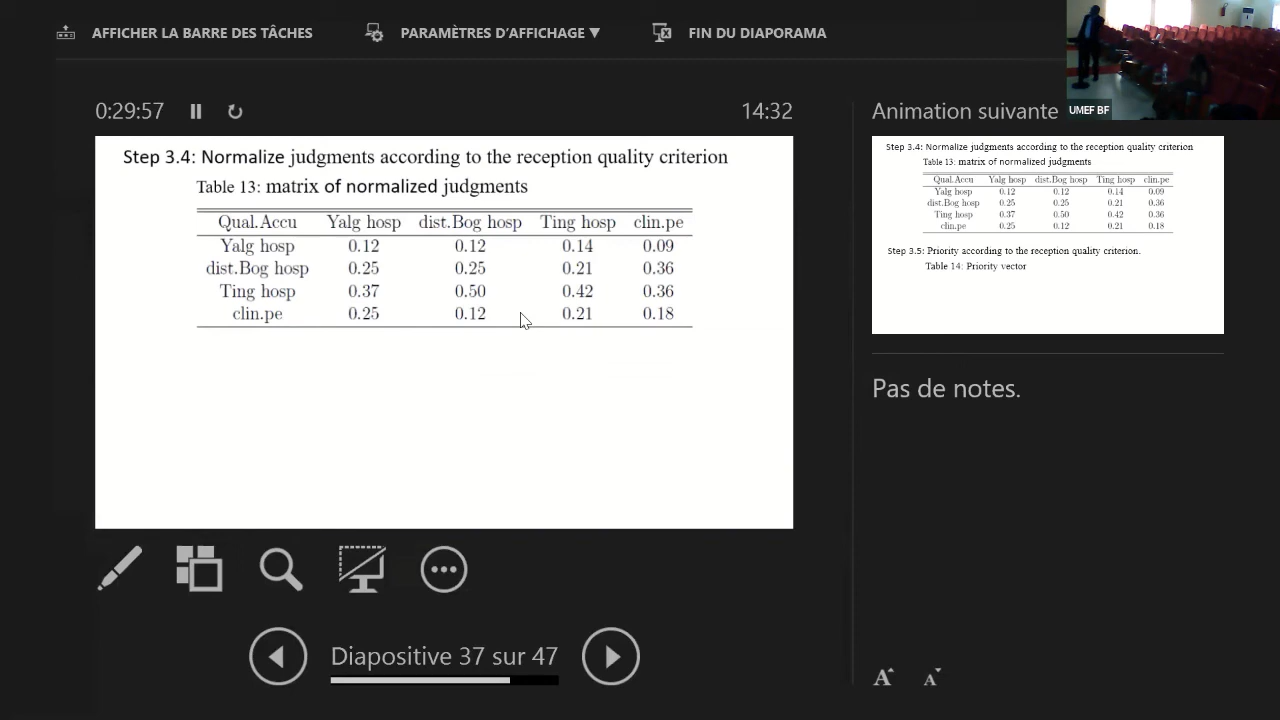 AFFICHER LA BARRE DES TÂCHES PARAMÈTRES D'AFFICHAGE ▼ FIN DU DIAPORAMA
UMEF BF
0:29:57 14:32
Step 3.4: Normalize judgments according to the reception quality criterion
Table 13: matrix of normalized judgments
Qual.Accu Yalg hosp dist.Bog hosp Ting hosp clin.pe
Yalg hosp 0.12 0.12 0.14 0.09
dist.Bog hosp 0.25 0.25 0.21 0.36
Ting hosp 0.37 0.50 0.42 0.36
clin.pe 0.25 0.12 0.21 0.18
Diapositive 37 sur 47
Animation suivante
Step 3.4: Normalize judgments according to the reception quality criterion
Table 13: matrix of normalized judgments
Qual.Accu Yalg hosp dist.Bog hosp Ting hosp clin.pe
Yalg hosp 0.12 0.12 0.14 0.09
dist.Bog hosp 0.25 0.25 0.21 0.36
Ting hosp 0.37 0.50 0.42 0.36
clin.pe 0.25 0.12 0.21 0.18
Step 3.5: Priority according to the reception quality criterion.
Table 14: Priority vector
Pas de notes.
A A